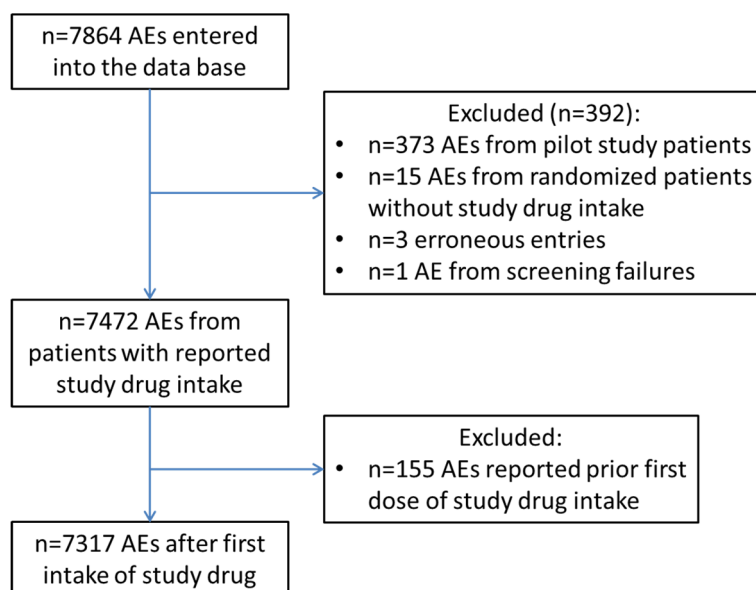 n=7864 AEs entered
into the data base
Excluded (n=392):
• n=373 AEs from pilot study patients
• n=15 AEs from randomized patients
without study drug intake
• n=3 erroneous entries
• n=1 AE from screening failures
n=7472 AEs from
patients with reported
study drug intake
Excluded:
• n=155 AEs reported prior first
dose of study drug intake
n=7317 AEs after first
intake of study drug